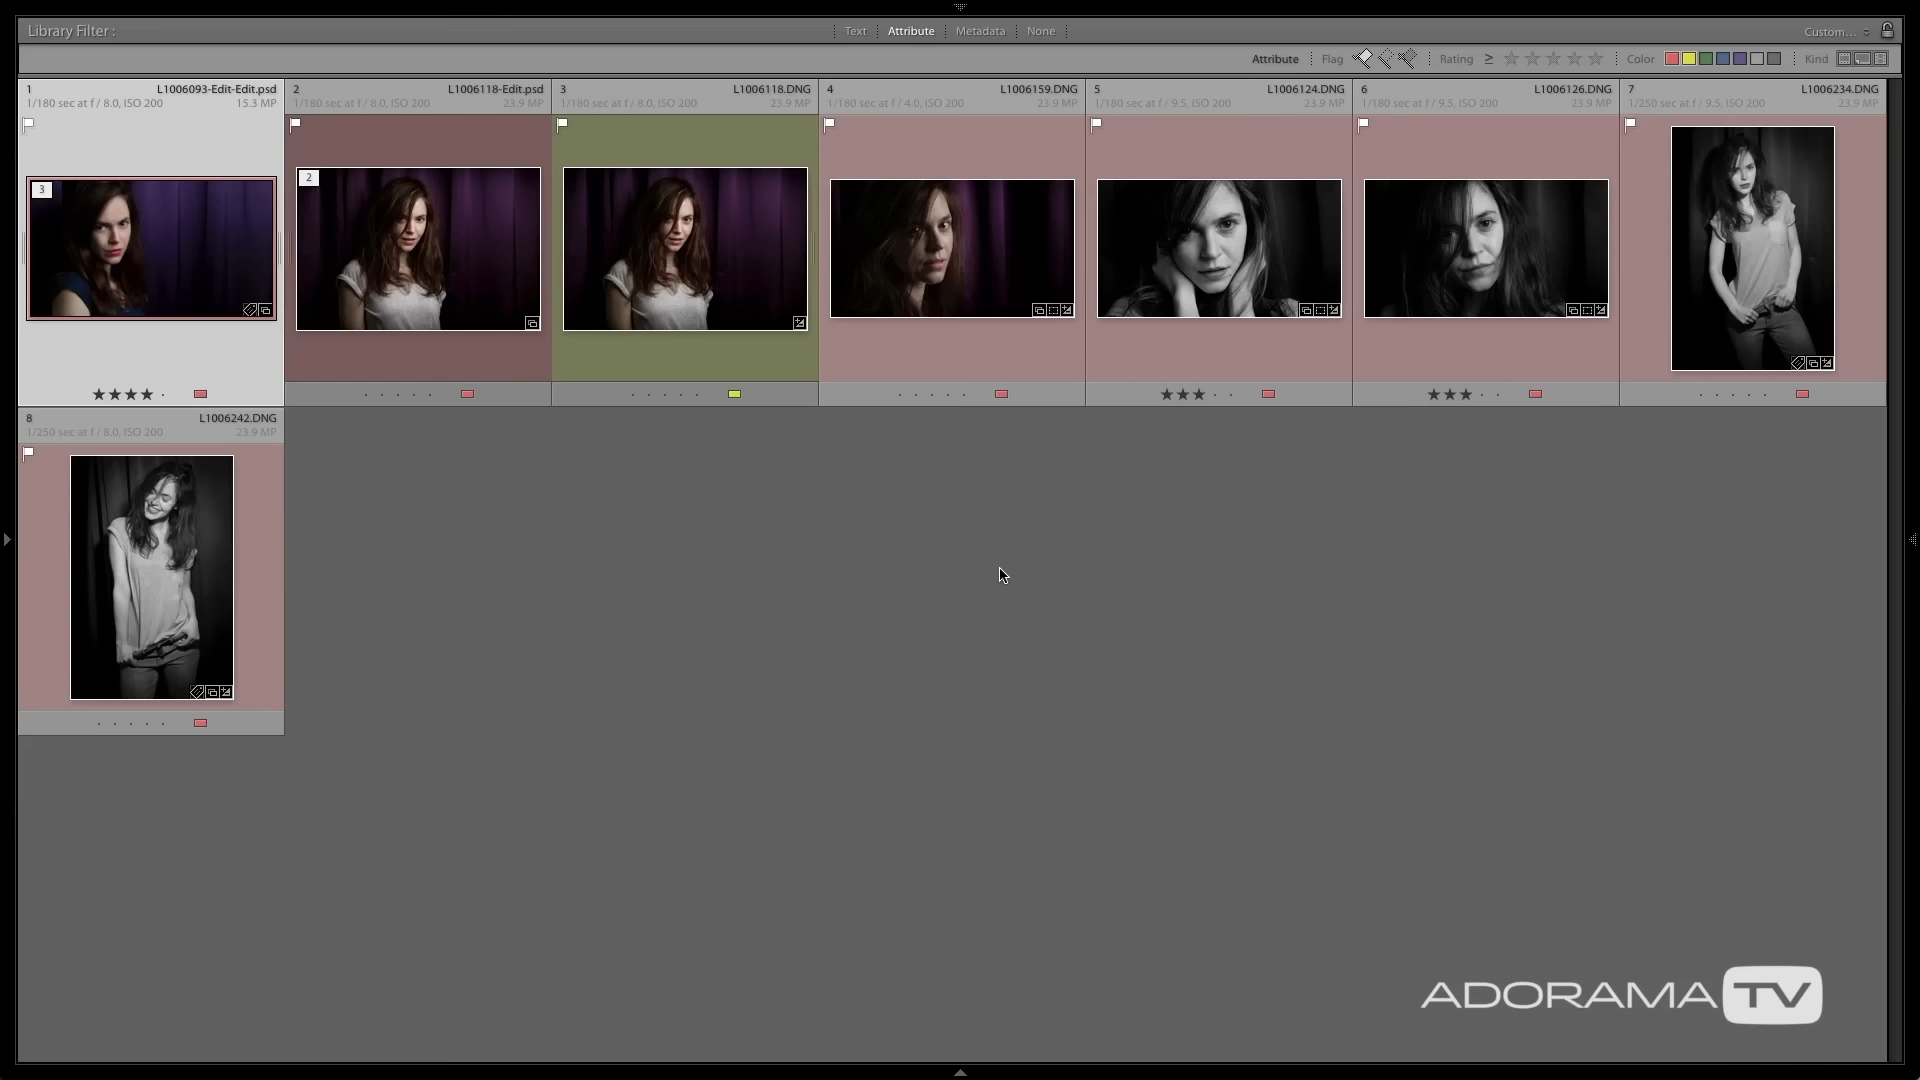 Library Filter : Text Attribute Metadata None Custom...
Attribute Flag Rating ≥ Color Kind
1 L1006093-Edit-Edit.psd
1/180 sec at f / 8.0, ISO 200 15.3 MP
3
2 L1006118-Edit.psd
1/180 sec at f / 8.0, ISO 200 23.9 MP
2
3 L1006118.DNG
1/180 sec at f / 8.0, ISO 200 23.9 MP
4 L1006159.DNG
1/180 sec at f / 4.0, ISO 200 23.9 MP
5 L1006124.DNG
1/180 sec at f / 9.5, ISO 200 23.9 MP
6 L1006126.DNG
1/180 sec at f / 9.5, ISO 200 23.9 MP
7 L1006234.DNG
1/250 sec at f / 9.5, ISO 200 23.9 MP
8 L1006242.DNG
1/250 sec at f / 8.0, ISO 200 23.9 MP
ADORAMA TV